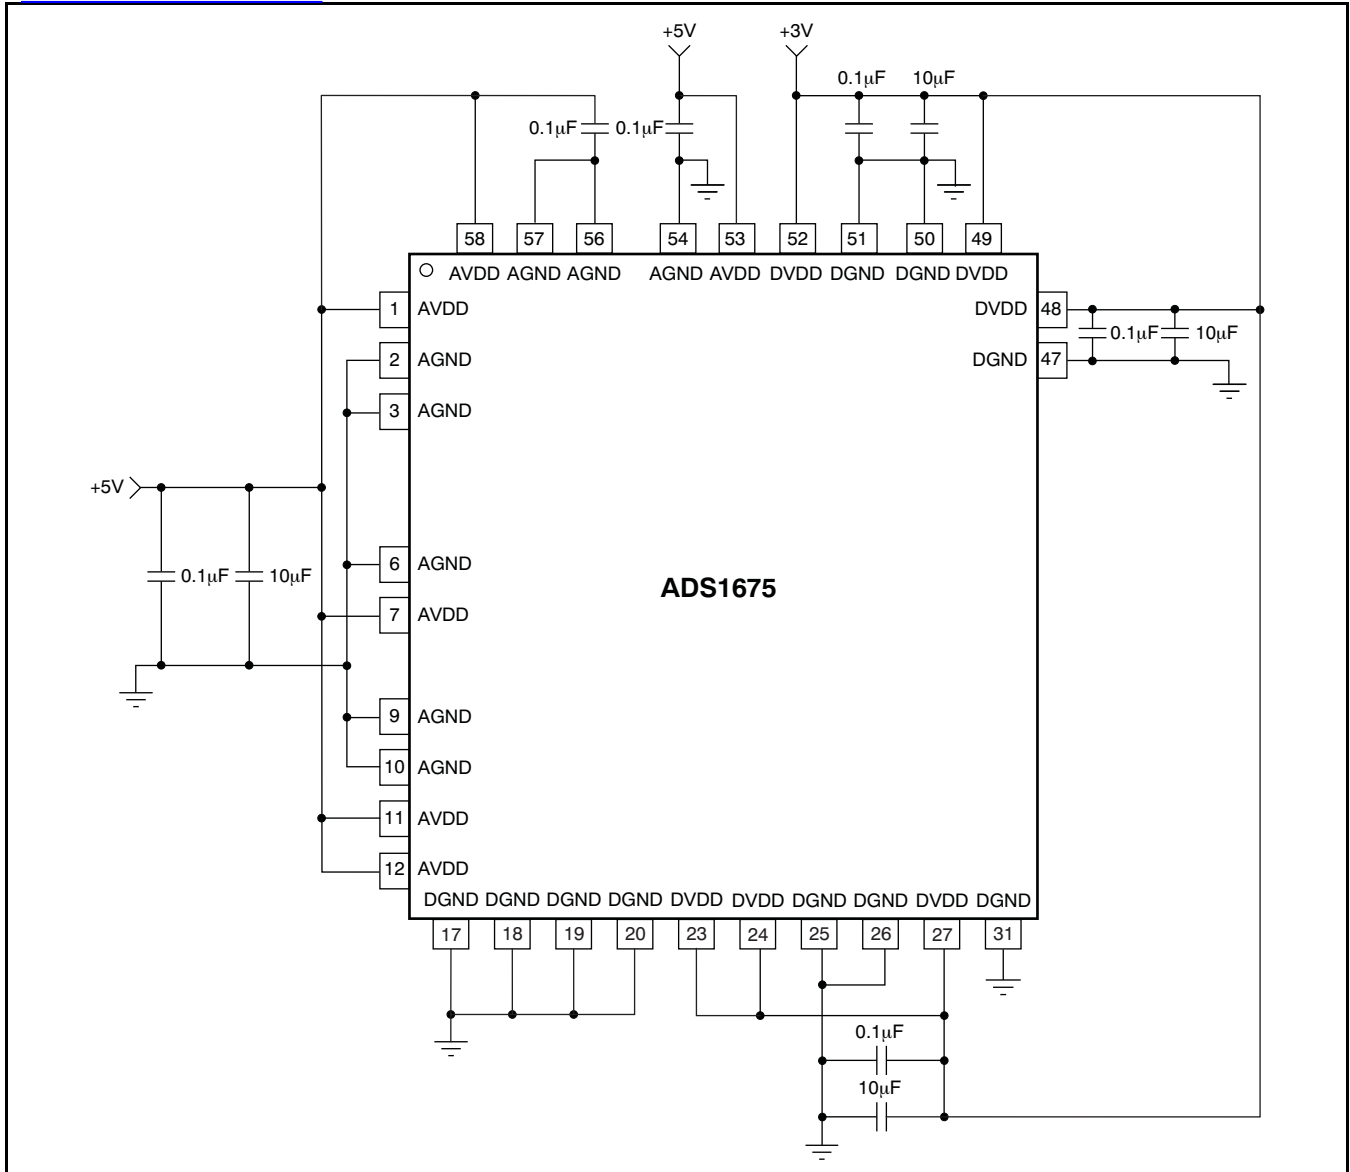 +5V +3V
0.1µF 10µF
0.1µF 0.1µF
58 57 56 54 53 52 51 50 49
AVDD AGND AGND AGND AVDD DVDD DGND DGND DVDD
1 AVDD DVDD 48
0.1µF 10µF
2 AGND DGND 47
3 AGND
+5V
6 AGND
0.1µF 10µF
ADS1675
7 AVDD
9 AGND
10 AGND
11 AVDD
12 AVDD
DGND DGND DGND DGND DVDD DVDD DGND DGND DVDD DGND
17 18 19 20 23 24 25 26 27 31
0.1µF
10µF